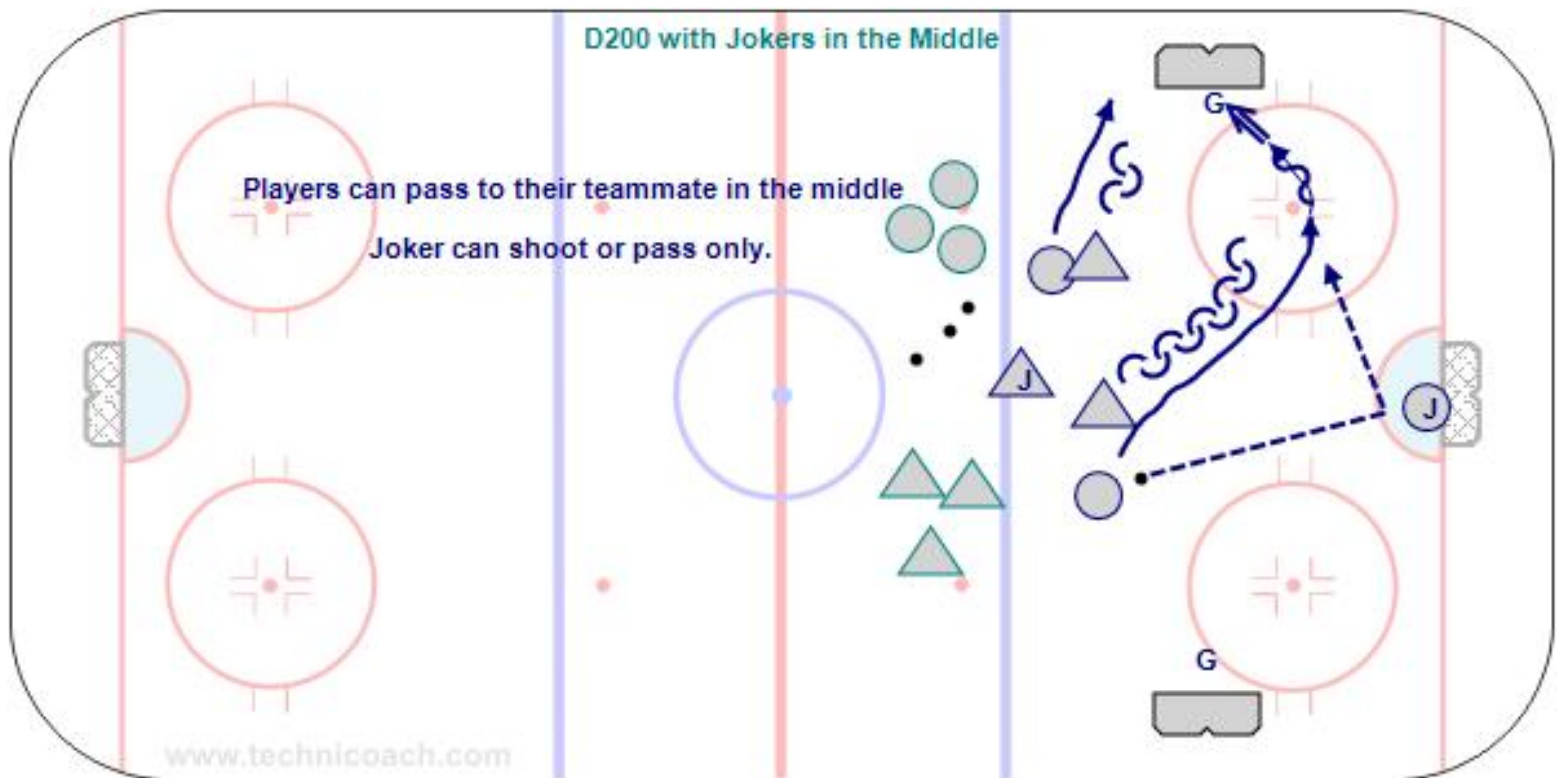 D200 with Jokers in the Middle
G
Players can pass to their teammate in the middle
Joker can shoot or pass only.
J
J
G
www.technicoach.com